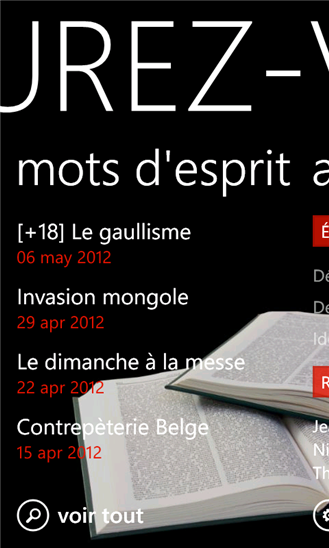 UREZ-V
mots d'esprit a
[+18] Le gaullisme
06 may 2012
Invasion mongole
29 apr 2012
Le dimanche à la messe
22 apr 2012
Contrepèterie Belge
15 apr 2012
voir tout
É
De
De
Ide
R
Je
Ni
Th